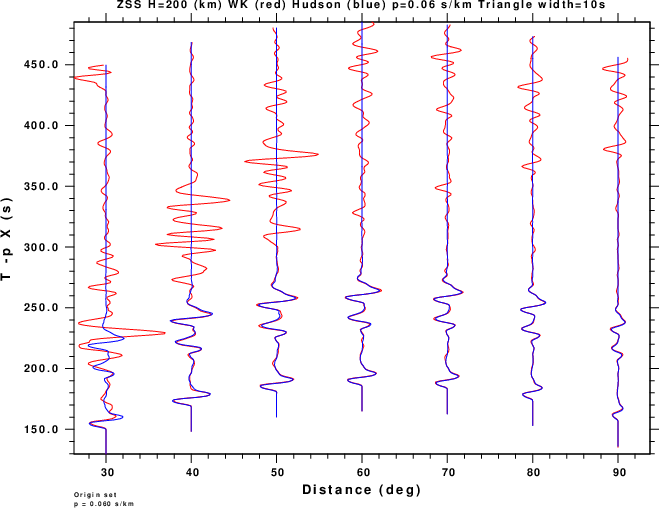 ZSS H=200 (km) WK (red) Hudson (blue) p=0.06 s/km Triangle width=10s
450.0
400.0
350.0
300.0
250.0
200.0
150.0
T -p X (s)
30 40 50 60 70 80 90
Distance (deg)
Origin set
p = 0.060 s/km